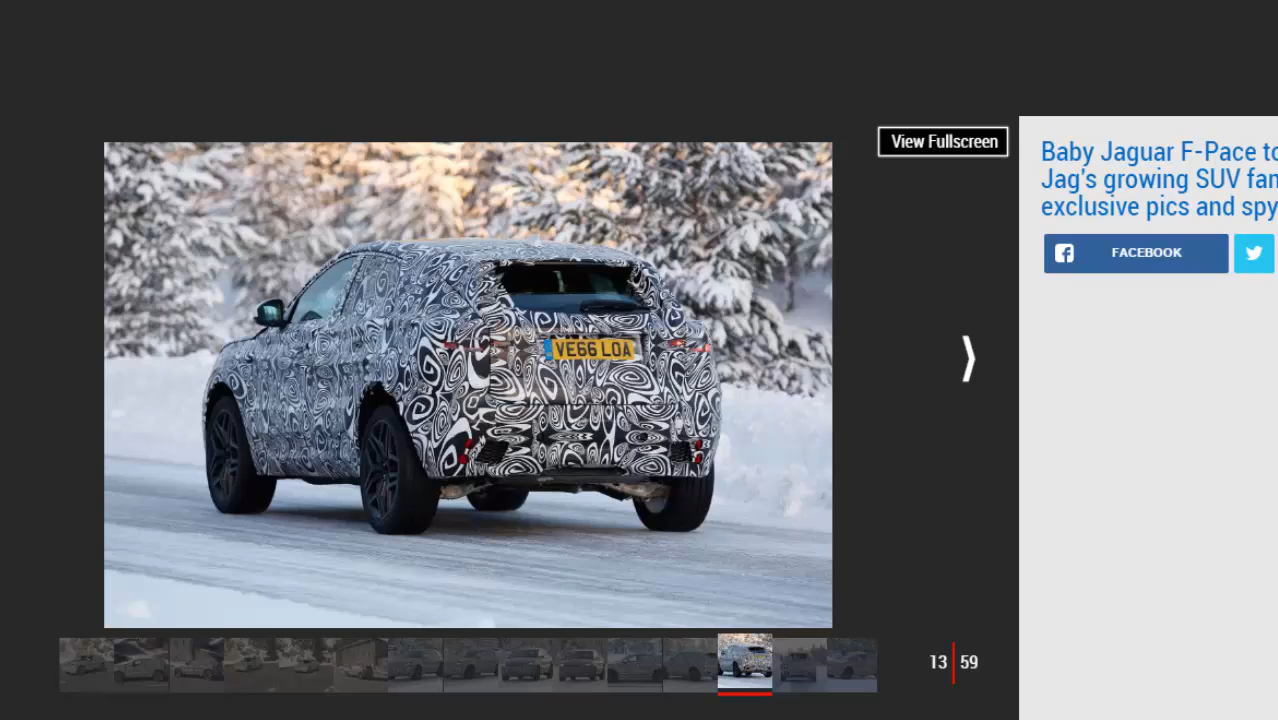 View Fullscreen
Baby Jaguar F-Pace to
Jag's growing SUV fam
exclusive pics and spy
FACEBOOK
VE66 LOA
13 59